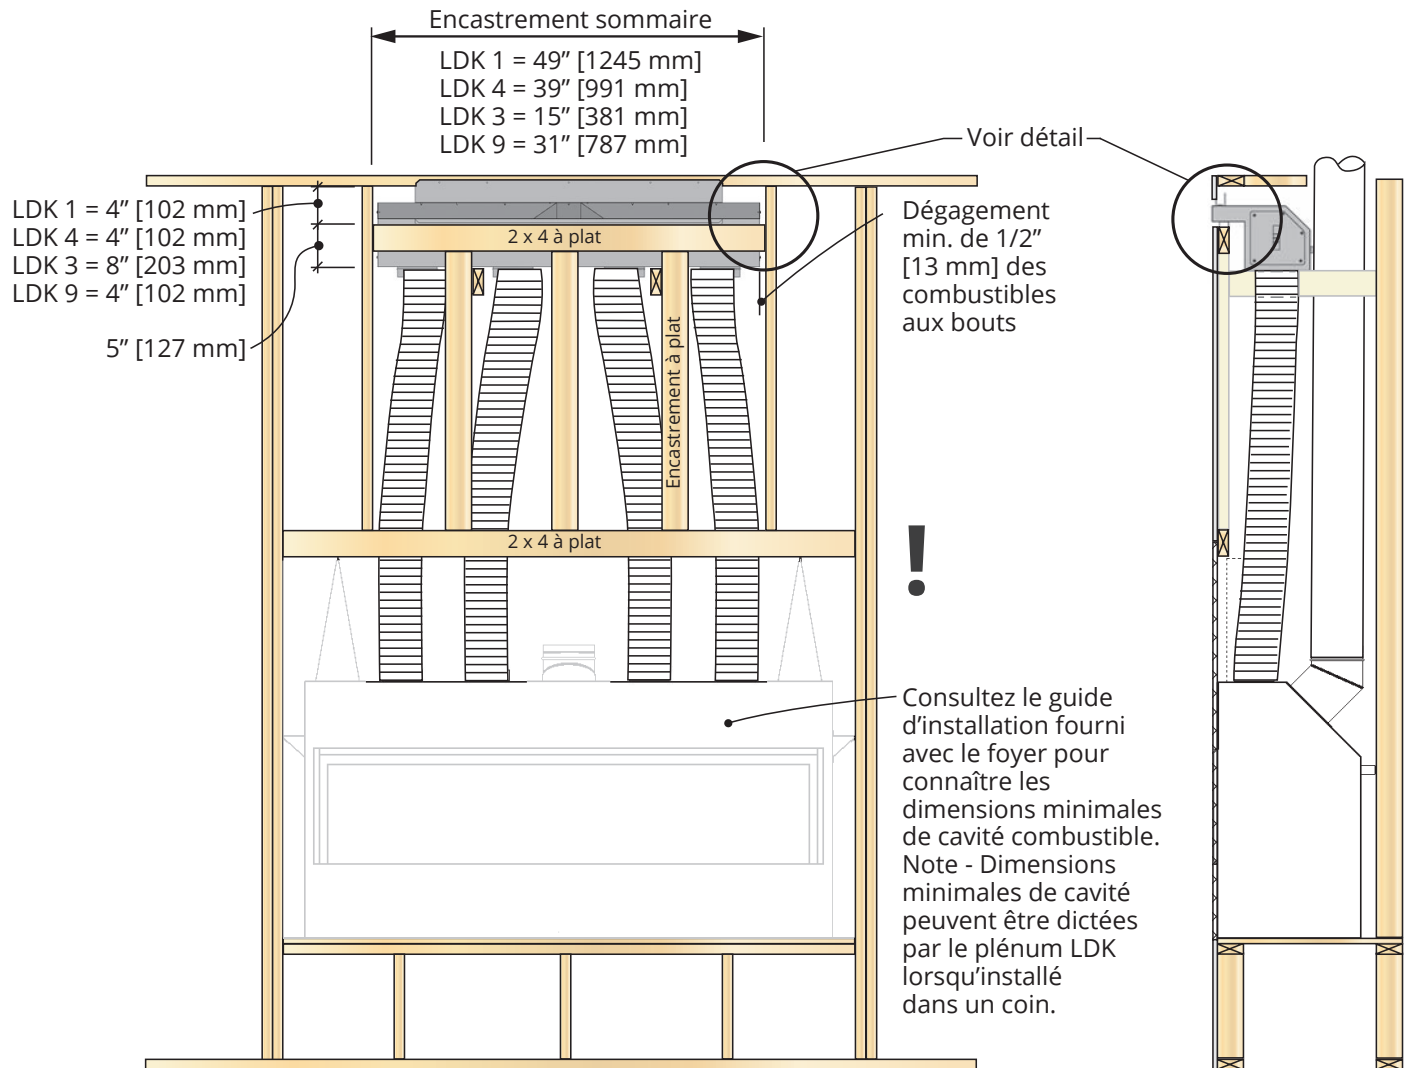 Encastrement sommaire
LDK 1 = 49” [1245 mm]
LDK 4 = 39” [991 mm]
LDK 3 = 15” [381 mm]
LDK 9 = 31” [787 mm]
Voir détail
LDK 1 = 4” [102 mm]
LDK 4 = 4” [102 mm]
LDK 3 = 8” [203 mm]
LDK 9 = 4” [102 mm]
5” [127 mm]
2 x 4 à plat
Dégagement
min. de 1/2”
[13 mm] des
combustibles
aux bouts
Encastrement à plat
2 x 4 à plat
!
Consultez le guide
d’installation fourni
avec le foyer pour
connaître les
dimensions minimales
de cavité combustible.
Note - Dimensions
minimales de cavité
peuvent être dictées
par le plénum LDK
lorsqu’installé
dans un coin.